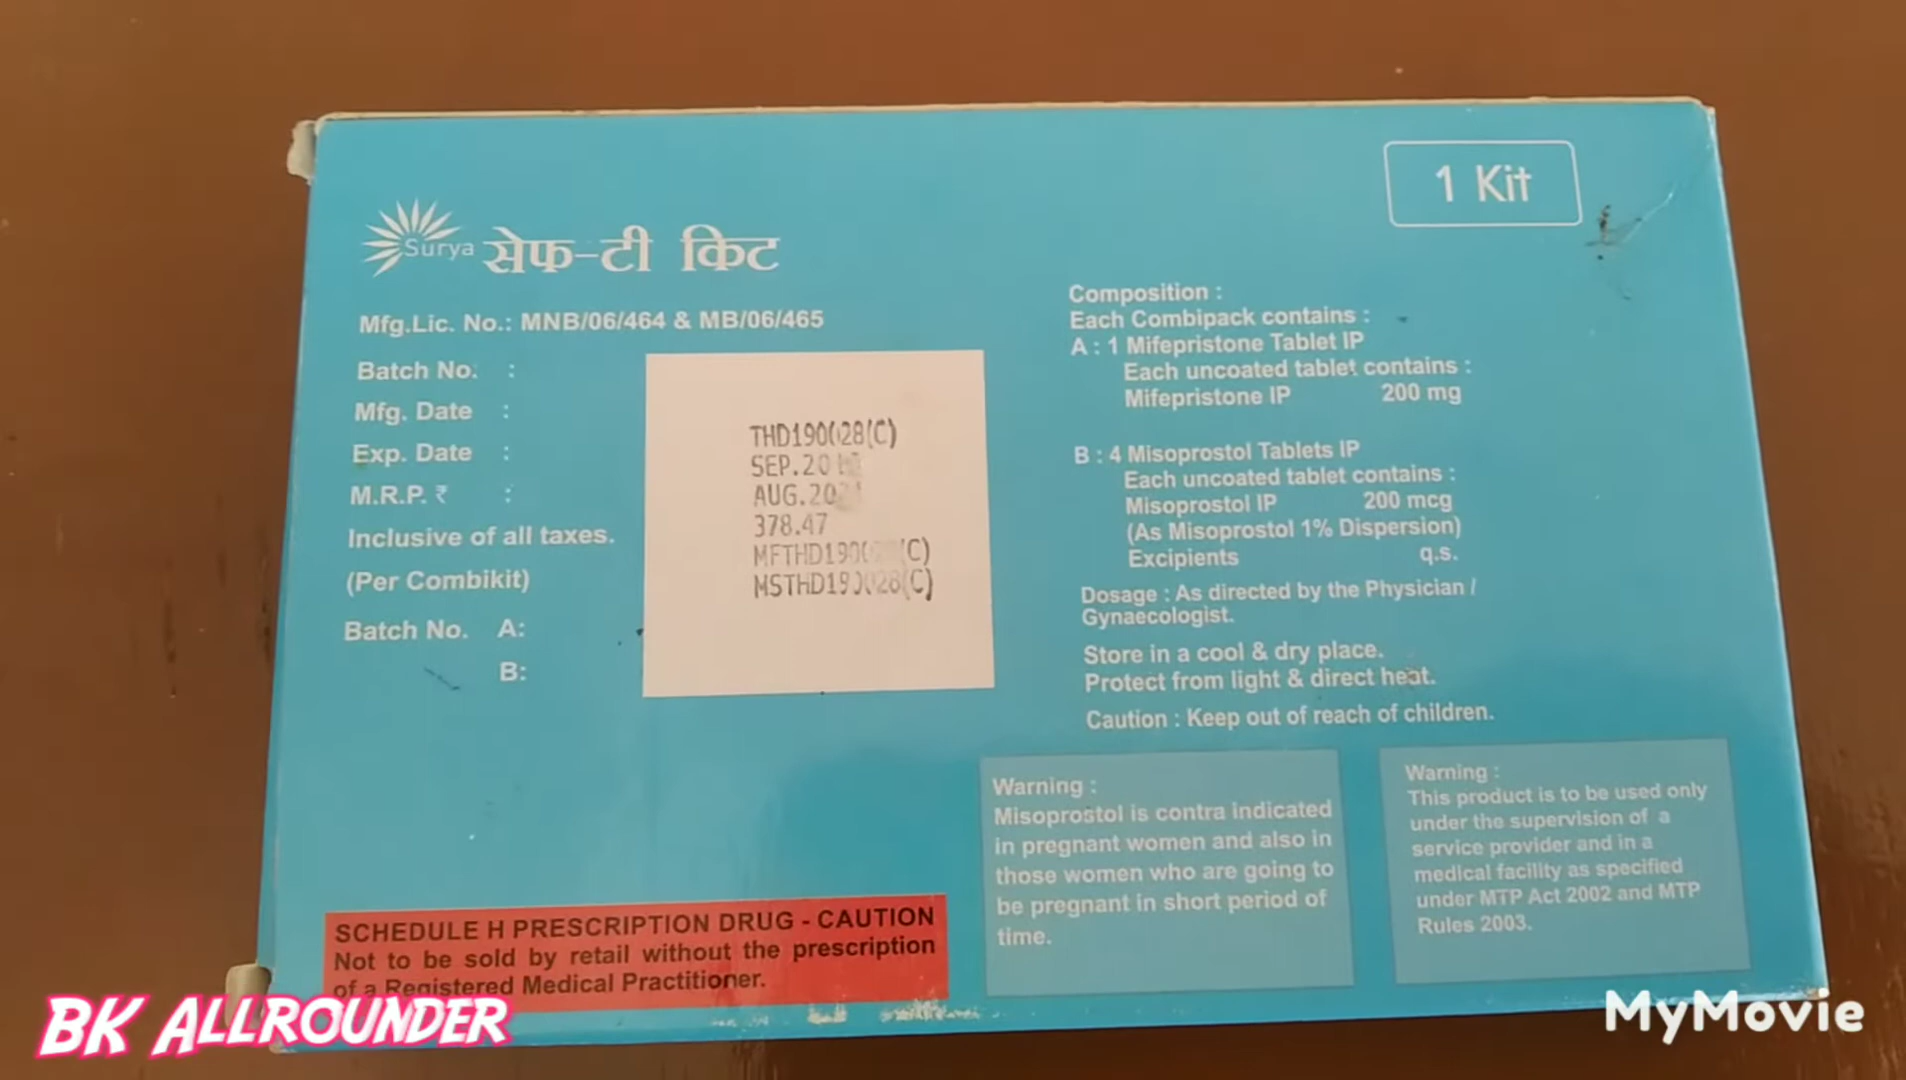 1 Kit
Surya सेफ-टी किट
Mfg.Lic. No.: MNB/06/464 & MB/06/465
Batch No. :
Mfg. Date :
Exp. Date :
M.R.P. ₹ :
Inclusive of all taxes.
(Per Combikit)
Batch No. A:
B:
SEP.
AUG.
378.47
Composition :
Each Combipack contains :
A : 1 Mifepristone Tablet IP
Each uncoated tablet contains :
Mifepristone IP 200 mg
B : 4 Misoprostol Tablets IP
Each uncoated tablet contains :
Misoprostol IP 200 mcg
(As Misoprostol 1% Dispersion)
Excipients q.s.
Dosage : As directed by the Physician /
Gynaecologist.
Store in a cool & dry place.
Protect from light & direct heat.
Caution : Keep out of reach of children.
Warning :
Misoprostol is contra indicated
in pregnant women and also in
those women who are going to
be pregnant in short period of
time.
Warning :
This product is to be used only
under the supervision of a
service provider and in a
medical facility as specified
under MTP Act 2002 and MTP
Rules 2003.
SCHEDULE H PRESCRIPTION DRUG - CAUTION
Not to be sold by retail without the prescription
of a Registered Medical Practitioner.
BK ALLROUNDER
MyMovie